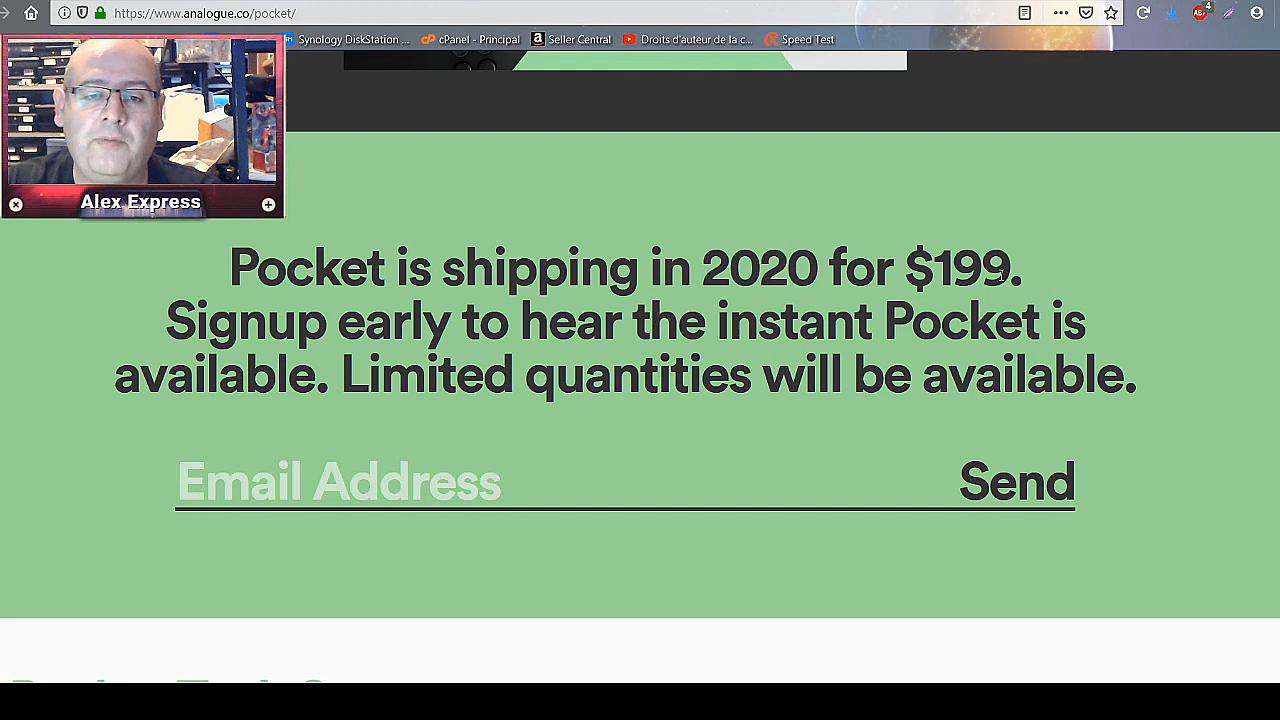 https://www.analogue.co/pocket/
4
Synology DiskStation ...
cPanel - Principal
Seller Central
Droits d'auteur de la c...
Speed Test
Alex Express
Pocket is shipping in 2020 for $199.
Signup early to hear the instant Pocket is
available. Limited quantities will be available.
Email Address
Send